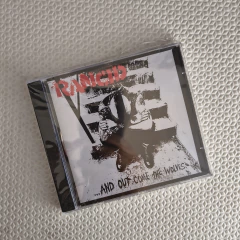 RANCID
...AND OUT COME THE WOLVES